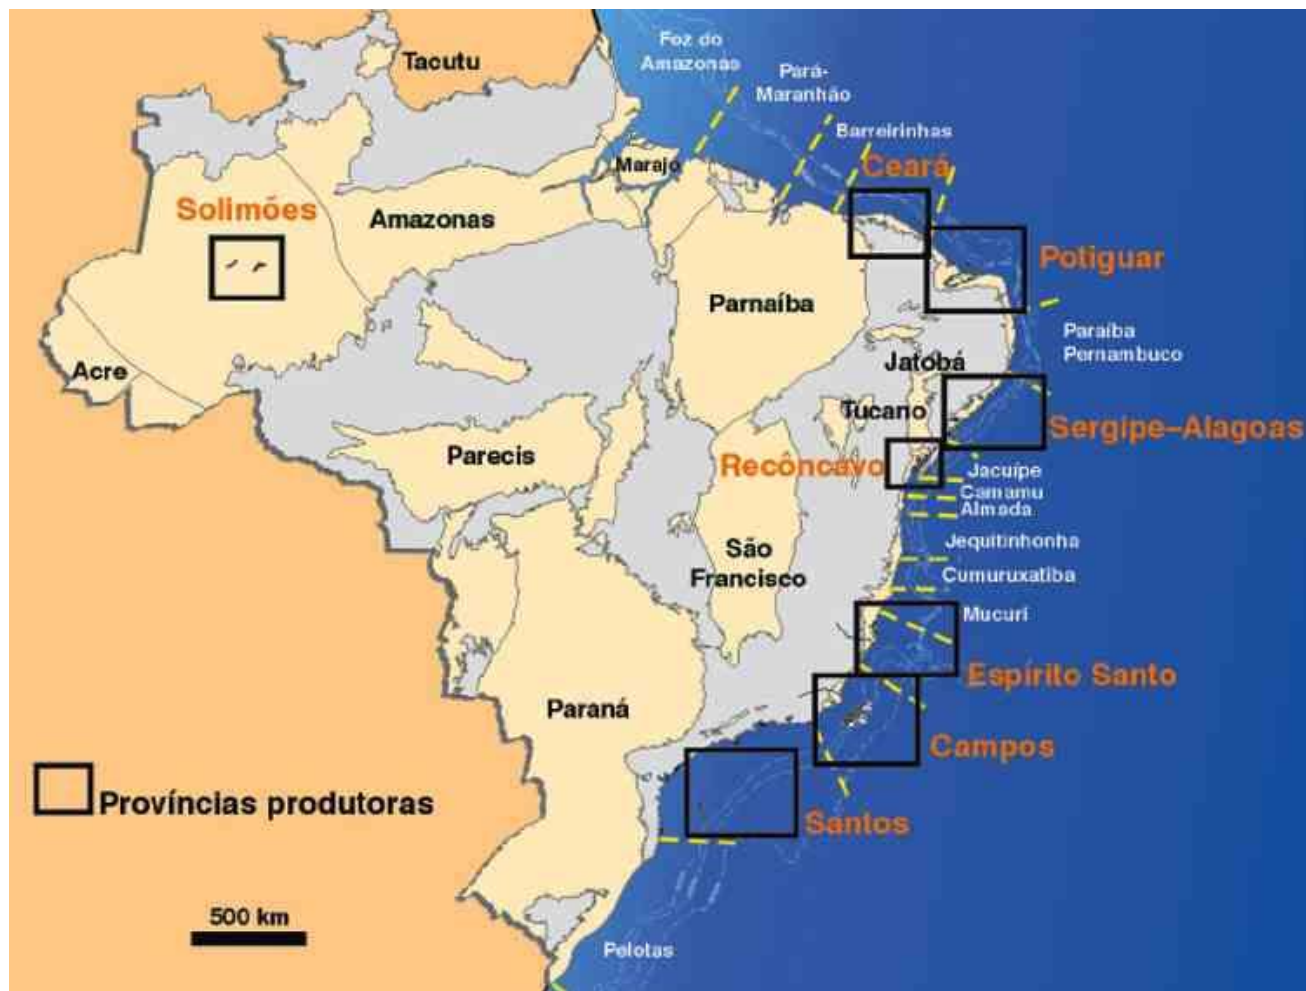 Foz do
Amazonas
Tacutu
Pará-
Maranhão
Barreirinhas
Ceará
Marajo
Solimões
Amazonas
Potiguar
Parnaíba
Paraíba
Pernambuco
Jatobá
Acre
Tucano
Sergipe–Alagoas
Parecis
Recôncavo
Jacuípe
Camamu
Almada
Jequitinhonha
São
Francisco
Cumuruxatiba
Mucurí
Espírito Santo
Paraná
Campos
Províncias produtoras
Santos
500 km
Pelotas